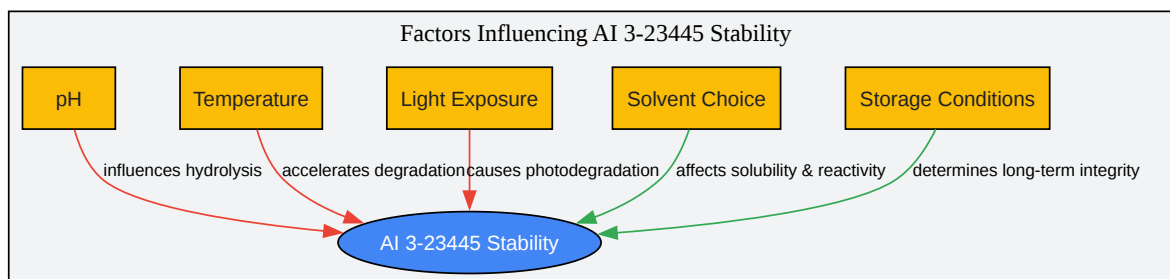 Factors Influencing AI 3-23445 Stability
pH
Temperature
Light Exposure
Solvent Choice
Storage Conditions
influences hydrolysis
accelerates degradation
causes photodegradation
affects solubility & reactivity
determines long-term integrity
AI 3-23445 Stability